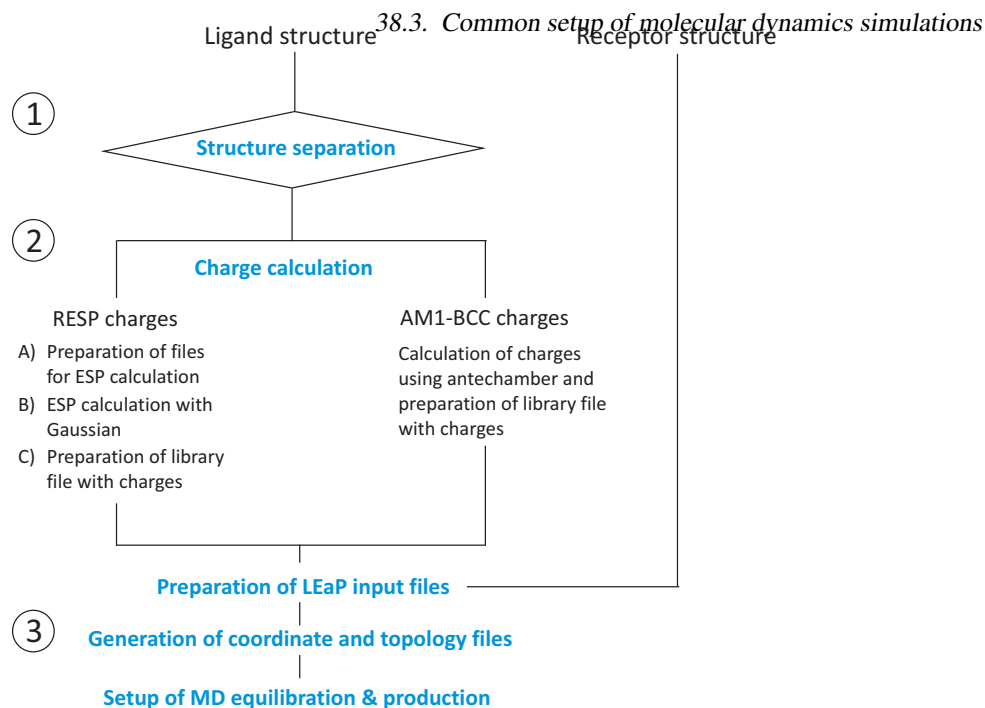 38.3. Common setup of molecular dynamics simulations
Ligand structure
Receptor structure
1
Structure separation
2
Charge calculation
RESP charges
A) Preparation of files
for ESP calculation
B) ESP calculation with
Gaussian
C) Preparation of library
file with charges
AM1-BCC charges
Calculation of charges
using antechamber and
preparation of library file
with charges
Preparation of LEaP input files
3
Generation of coordinate and topology files
Setup of MD equilibration & production